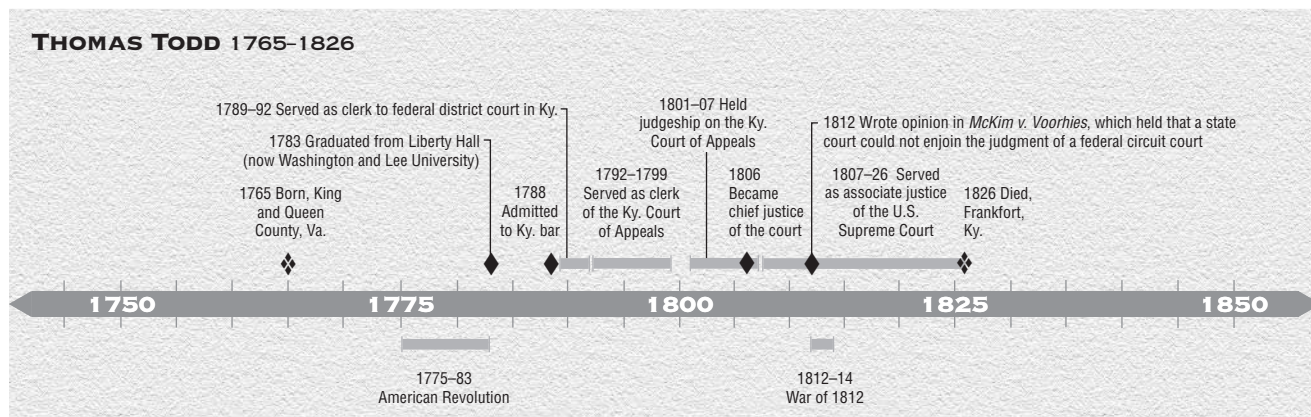 THOMAS TODD 1765–1826
1789–92 Served as clerk to federal district court in Ky.
1783 Graduated from Liberty Hall
(now Washington and Lee University)
1765 Born, King
and Queen
County, Va.
1788
Admitted
to Ky. bar
1792–1799
Served as clerk
of the Ky. Court
of Appeals
1801–07 Held
judgeship on the Ky.
Court of Appeals
1806
Became
chief justice
of the court
1812 Wrote opinion in McKim v. Voorhies, which held that a state
court could not enjoin the judgment of a federal circuit court
1807–26 Served
as associate justice
of the U.S.
Supreme Court
1826 Died,
Frankfort,
Ky.
1750 1775 1800 1825 1850
1775–83
American Revolution
1812–14
War of 1812